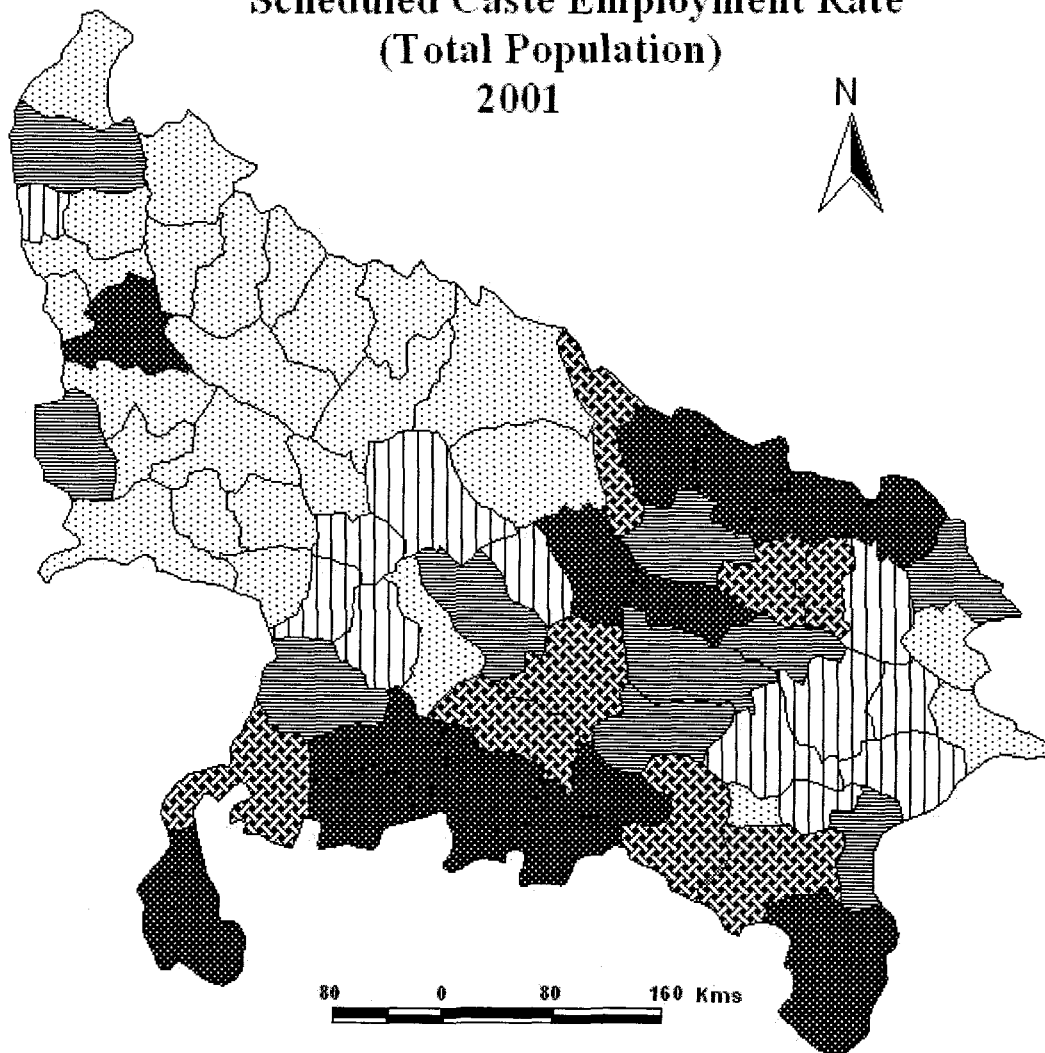 Scheduled Caste Employment Rate
(Total Population)
2001
N
80 0 80 160 Kms